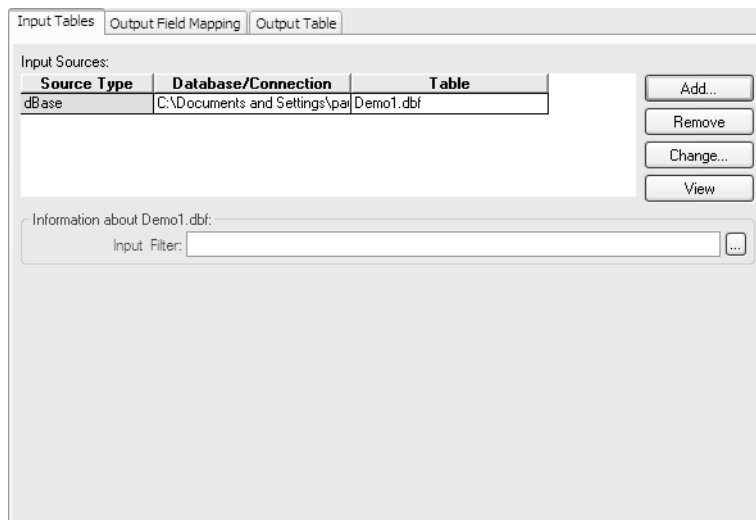 Input Tables Output Field Mapping Output Table
Input Sources:
Source Type Database/Connection Table
dBase C:\Documents and Settings\pa Demo1.dbf
Add...
Remove
Change...
View
Information about Demo1.dbf:
Input Filter: ...